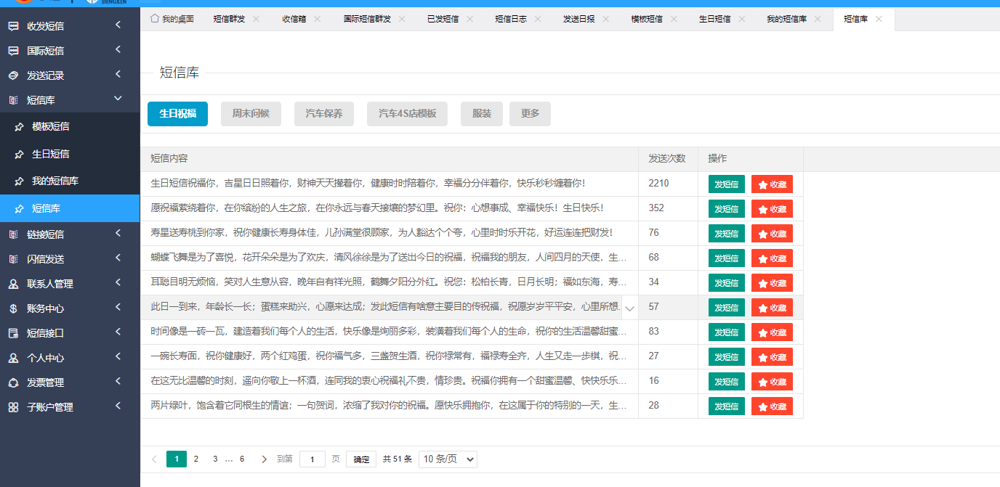 DINGXIN
我的桌面 短信群发 收信箱 国际短信群发 已发短信 短信日志 发送日报 模板短信 生日短信 我的短信库 短信库
收发短信
国际短信
发送记录
短信库
模板短信
生日短信
我的短信库
短信库
链接短信
闪信发送
联系人管理
账务中心
短信接口
个人中心
发票管理
子账户管理
短信库
生日祝福 周末问候 汽车保养 汽车4S店模板 服装 更多
短信内容 发送次数 操作
生日短信祝福你，吉星日日照着你，财神天天撵着你，健康时时陪着你，幸福分分伴着你，快乐秒秒缠着你！ 2210 发短信 收藏
愿祝福萦绕着你，在你缤纷的人生之旅，在你永远与春天接壤的梦幻里。祝你：心想事成、幸福快乐！生日快乐！ 352 发短信 收藏
寿星送寿桃到你家，祝你健康长寿身体佳，儿孙满堂很顾家，为人豁达个个夸，心里时时乐开花，好运连连把财发！ 76 发短信 收藏
蝴蝶飞舞是为了喜悦，花开朵朵是为了欢庆，清风徐徐是为了送出今日的祝福，祝福我的朋友，人间四月的天使，生... 68 发短信 收藏
耳聪目明无烦恼，笑对人生意从容，晚年自有祥光照，鹤舞夕阳分外红。祝您：松柏长青，日月长明；福如东海，寿... 34 发短信 收藏
此日一到来，年龄长一长；蛋糕来助兴，心愿来达成；发此短信有啥意主要目的传祝福，祝愿岁岁平平安，心里所想 57 发短信 收藏
时间像是一砖一瓦，建造着我们每个人的生活，快乐像是绚丽多彩，装潢着我们每个人的生命，祝你的生活温馨甜蜜... 83 发短信 收藏
一碗长寿面，祝你健康好，两个红鸡蛋，祝你福气多，三盏贺生酒，祝你禄常有，福禄寿全齐，人生又走一步棋，祝... 27 发短信 收藏
在这无比温馨的时刻，遥向你敬上一杯酒，连同我的衷心祝福礼不贵，情珍贵。祝福你拥有一个甜蜜温馨、快快乐乐... 16 发短信 收藏
两片绿叶，饱含着它同根生的情谊；一句贺词，浓缩了我对你的祝福。愿快乐拥抱你，在这属于你的特别的一天，生... 28 发短信 收藏
1 2 3 ... 6 到第 1 页 确定 共 51 条 10 条/页